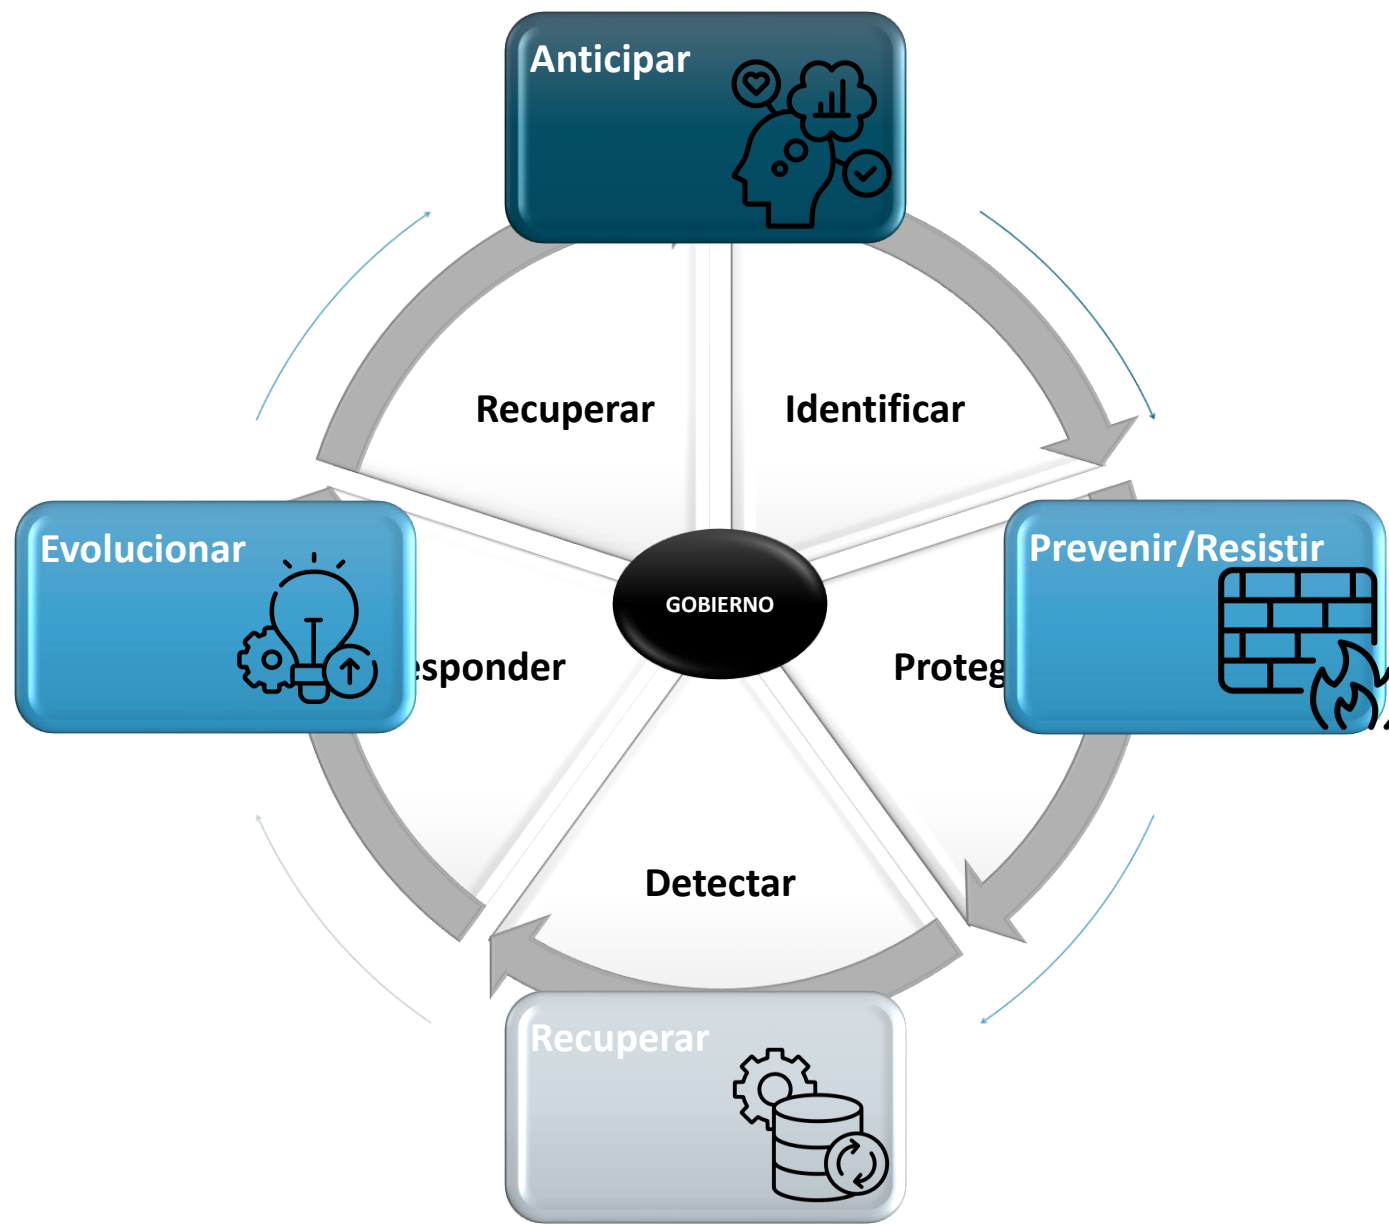 Anticipar
Recuperar
Identificar
Evolucionar
Prevenir/Resistir
GOBIERNO
esponder
Proteg
Detectar
Recuperar